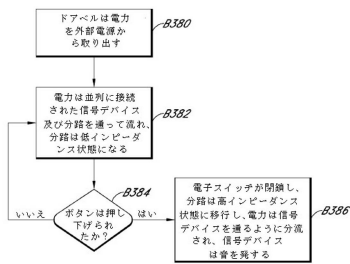 ドアベルは電力
を外部電源か
ら取り出す
B380
電力は並列に接続
された信号デバイス
及び分路を通って流れ、
分路は低インピーダ
ンス状態になる
B382
ボタンは押し
下げられ
たか?
B384
いいえ
はい
電子スイッチが閉鎖し、
分路は高インピーダンス
状態に移行し、電力は信号
デバイスを通るように分流
され、信号デバイス
は音を発する
B386